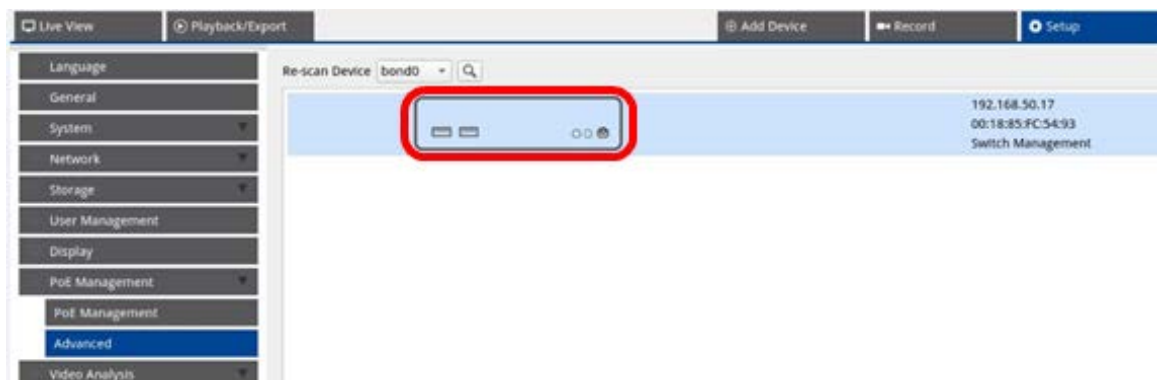 Live View
Playback/Export
Add Device
Record
Setup
Language
General
System
Network
Storage
User Management
Display
PoE Management
PoE Management
Advanced
Video Analysis
Re-scan Device bond0
192.168.50.17
00:18:85:FC:54:93
Switch Management